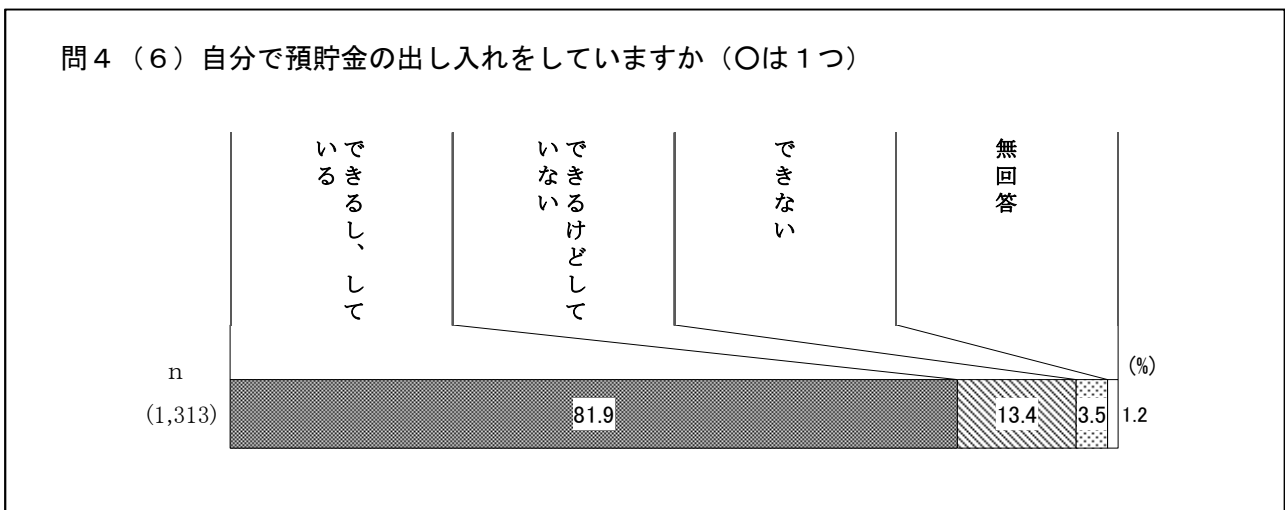 問４（６）自分で預貯金の出し入れをしていますか（〇は１つ）
できるし、して
いる
できるけどして
いない
できない
無回答
(%)
n
(1,313)
81.9
13.4
3.5
1.2